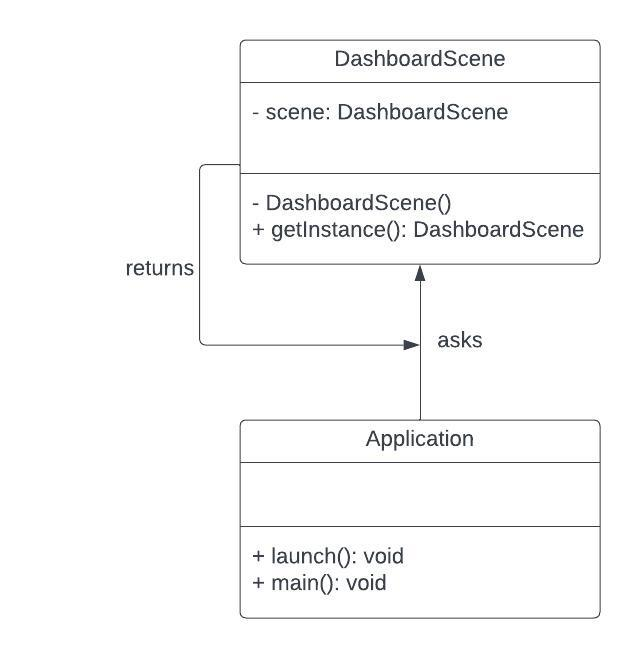 DashboardScene
- scene: DashboardScene
- DashboardScene()
+ getInstance(): DashboardScene
returns
asks
Application
+ launch(): void
+ main(): void